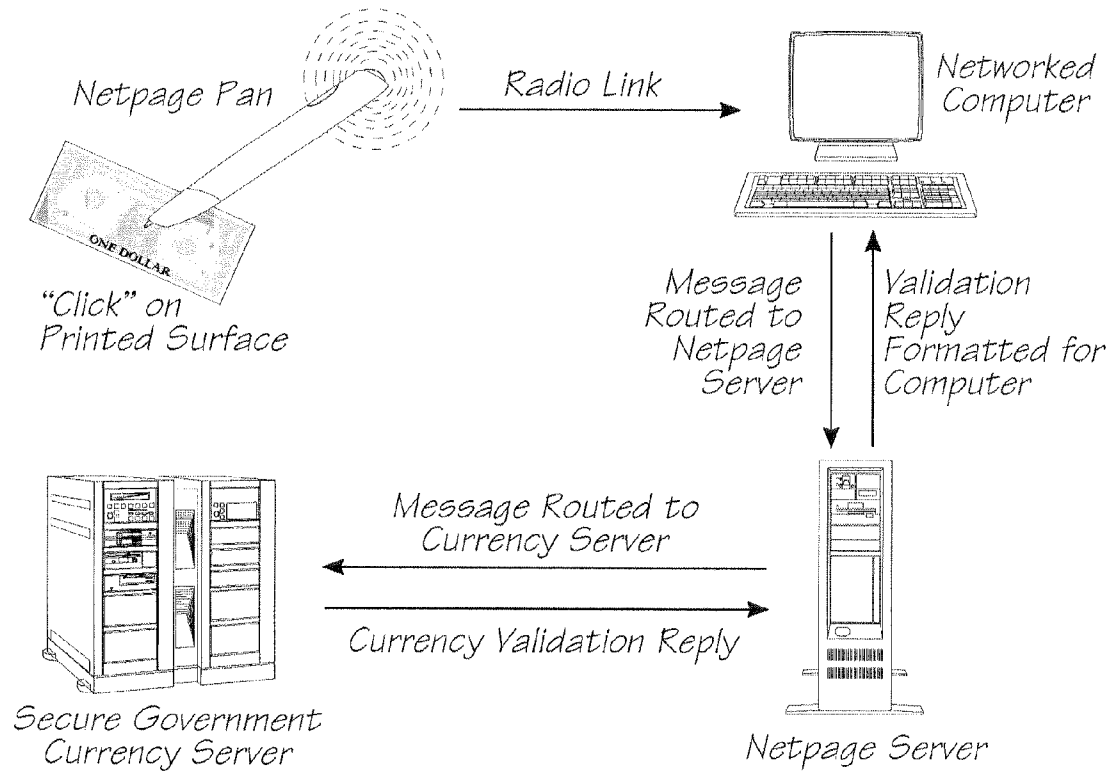 Netpage Pan
Radio Link
Networked
Computer
ONE DOLLAR
"Click" on
Printed Surface
Message
Routed to
Netpage
Server
Validation
Reply
Formatted for
Computer
Message Routed to
Currency Server
Currency Validation Reply
Secure Government
Currency Server
Netpage Server